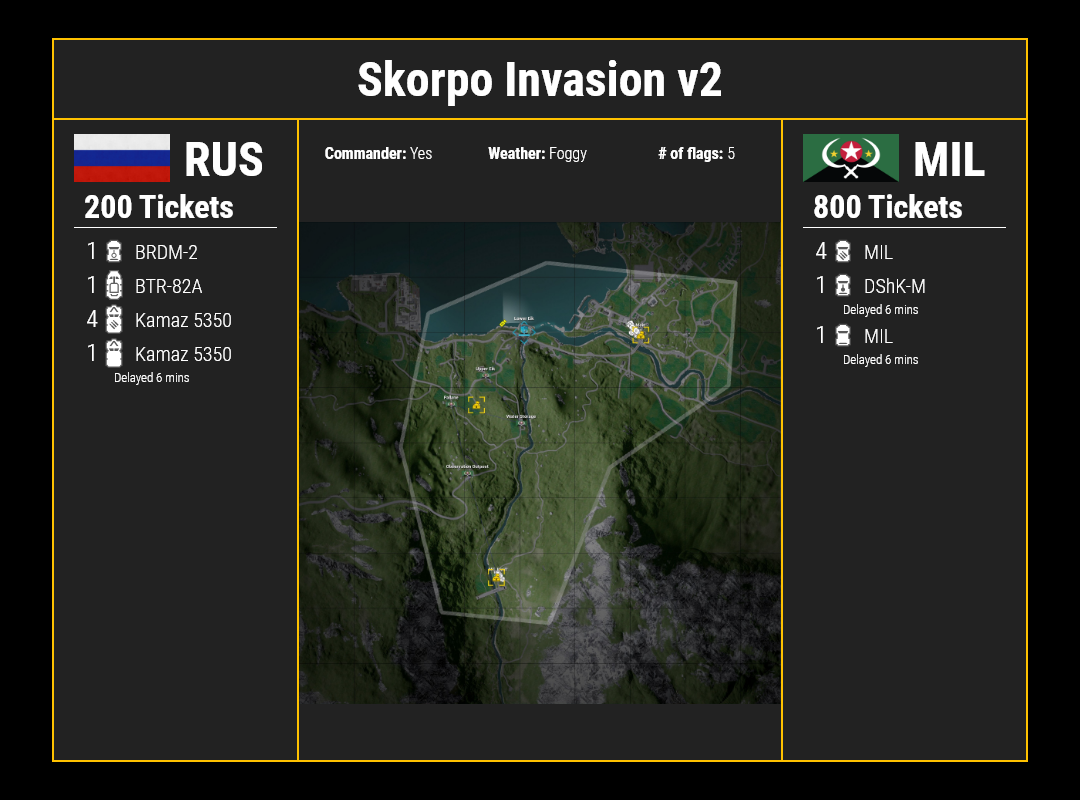 Skorpo Invasion v2
RUS
200 Tickets
1 BRDM-2
1 BTR-82A
4 Kamaz 5350
1 Kamaz 5350
Delayed 6 mins
Commander: Yes
Weather: Foggy
# of flags: 5
Lower Elk
Upper Elk
Water Storage
Observation Outpost
MIL
800 Tickets
4 MIL
1 DShK-M
Delayed 6 mins
1 MIL
Delayed 6 mins